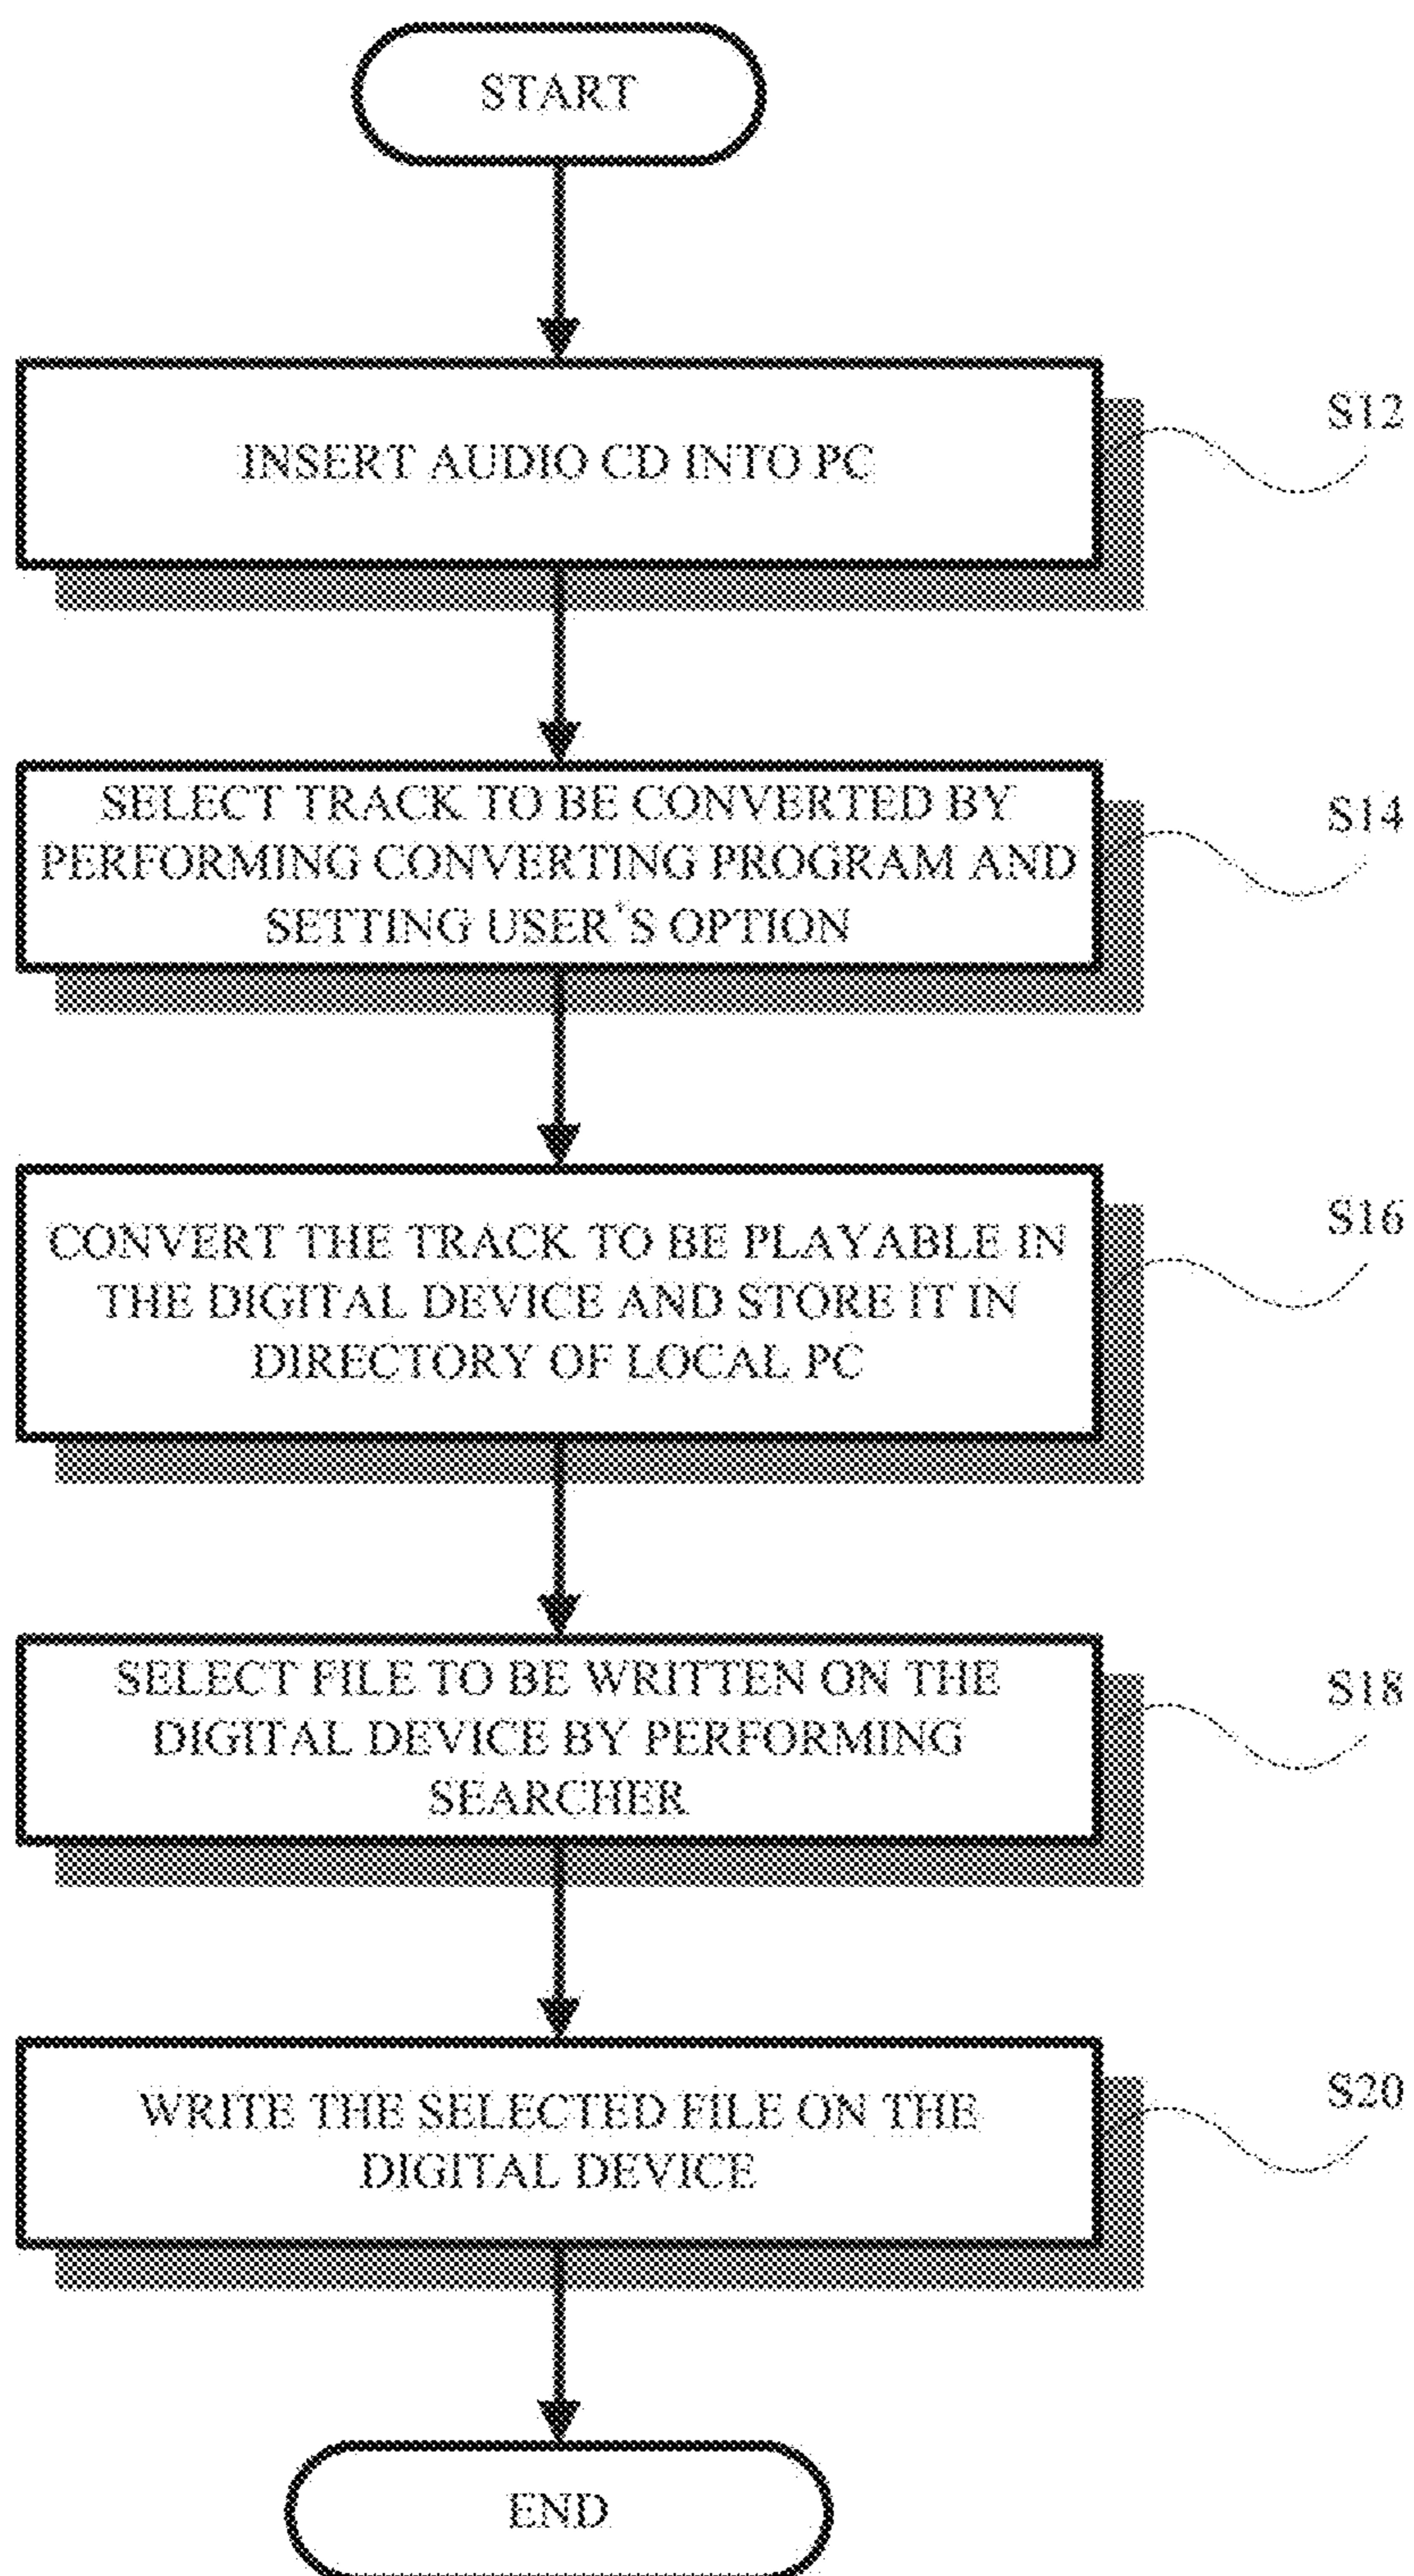 START
INSERT AUDIO CD INTO PC
S12
SELECT TRACK TO BE CONVERTED BY
PERFORMING CONVERTING PROGRAM AND
SETTING USER'S OPTION
S14
CONVERT THE TRACK TO BE PLAYABLE IN
THE DIGITAL DEVICE AND STORE IT IN
DIRECTORY OF LOCAL PC
S16
SELECT FILE TO BE WRITTEN ON THE
DIGITAL DEVICE BY PERFORMING
SEARCHER
S18
WRITE THE SELECTED FILE ON THE
DIGITAL DEVICE
S20
END